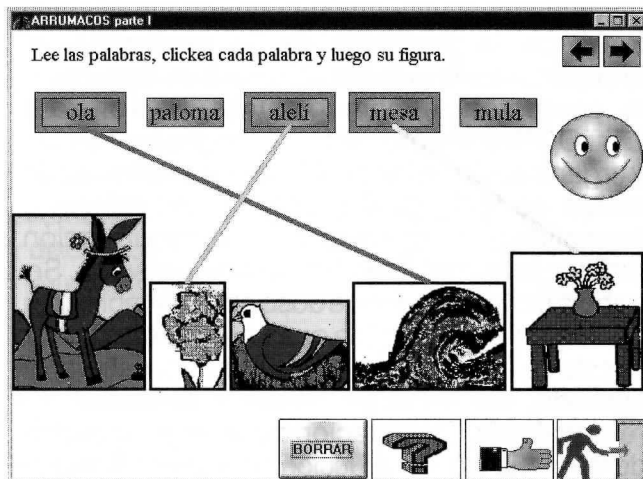 ARRUMACOS parte I
Lee las palabras, clickea cada palabra y luego su figura.
ola paloma alelí mesa mula
BORRAR